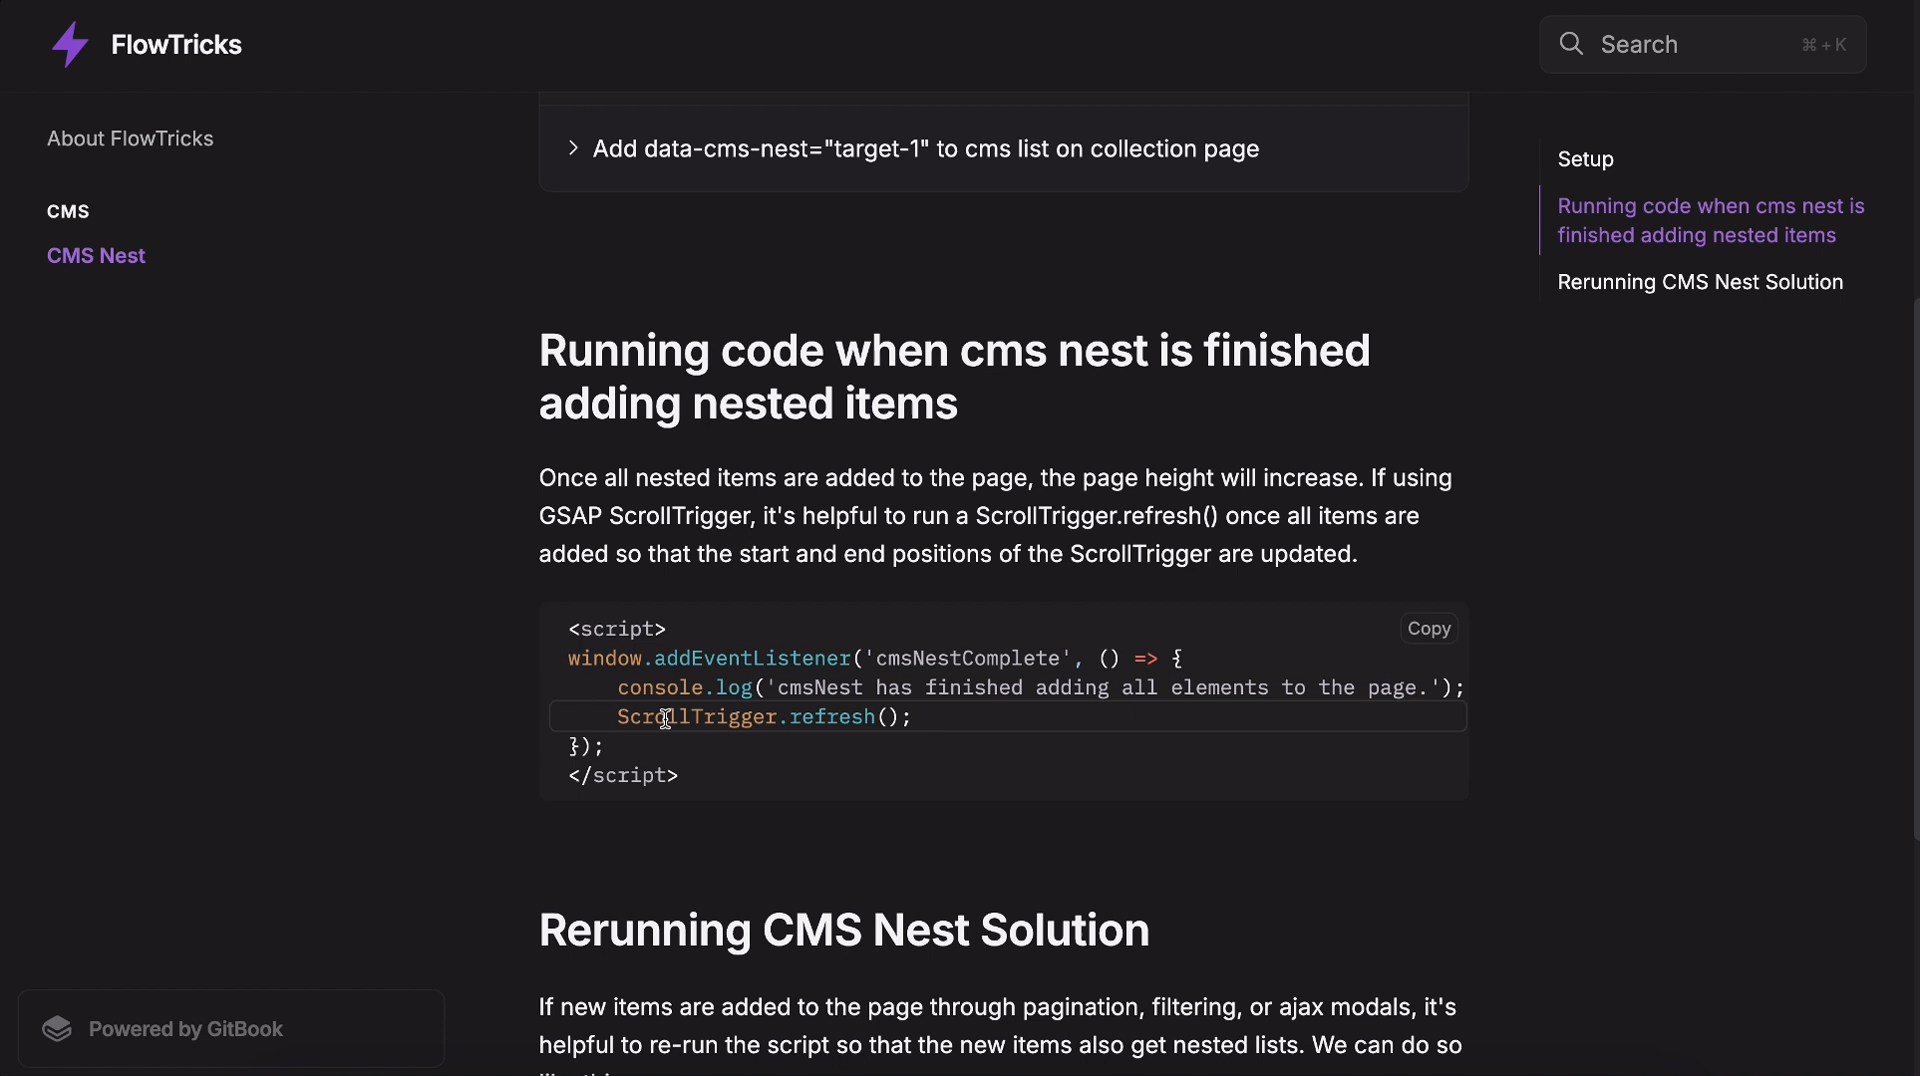 FlowTricks
Search
⌘ + K
About FlowTricks
CMS
CMS Nest
Add data-cms-nest="target-1" to cms list on collection page
Setup
Running code when cms nest is
finished adding nested items
Rerunning CMS Nest Solution
Running code when cms nest is finished
adding nested items
Once all nested items are added to the page, the page height will increase. If using
GSAP ScrollTrigger, it's helpful to run a ScrollTrigger.refresh() once all items are
added so that the start and end positions of the ScrollTrigger are updated.
Copy
<script>
window.addEventListener('cmsNestComplete', () => {
    console.log('cmsNest has finished adding all elements to the page.');
    ScrollTrigger.refresh();
});
</script>
Rerunning CMS Nest Solution
If new items are added to the page through pagination, filtering, or ajax modals, it's
helpful to re-run the script so that the new items also get nested lists. We can do so
Powered by GitBook